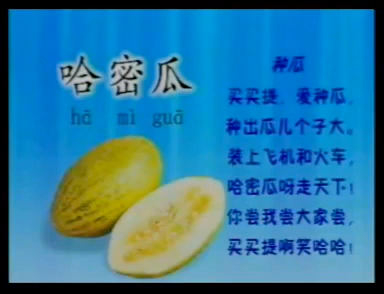 哈密瓜
hā mì guā
种瓜
买买提，爱种瓜，
种出瓜儿个子大。
装上飞机和火车，
哈密瓜呀走天下！
你尝我尝大家尝，
买买提啊笑哈哈！